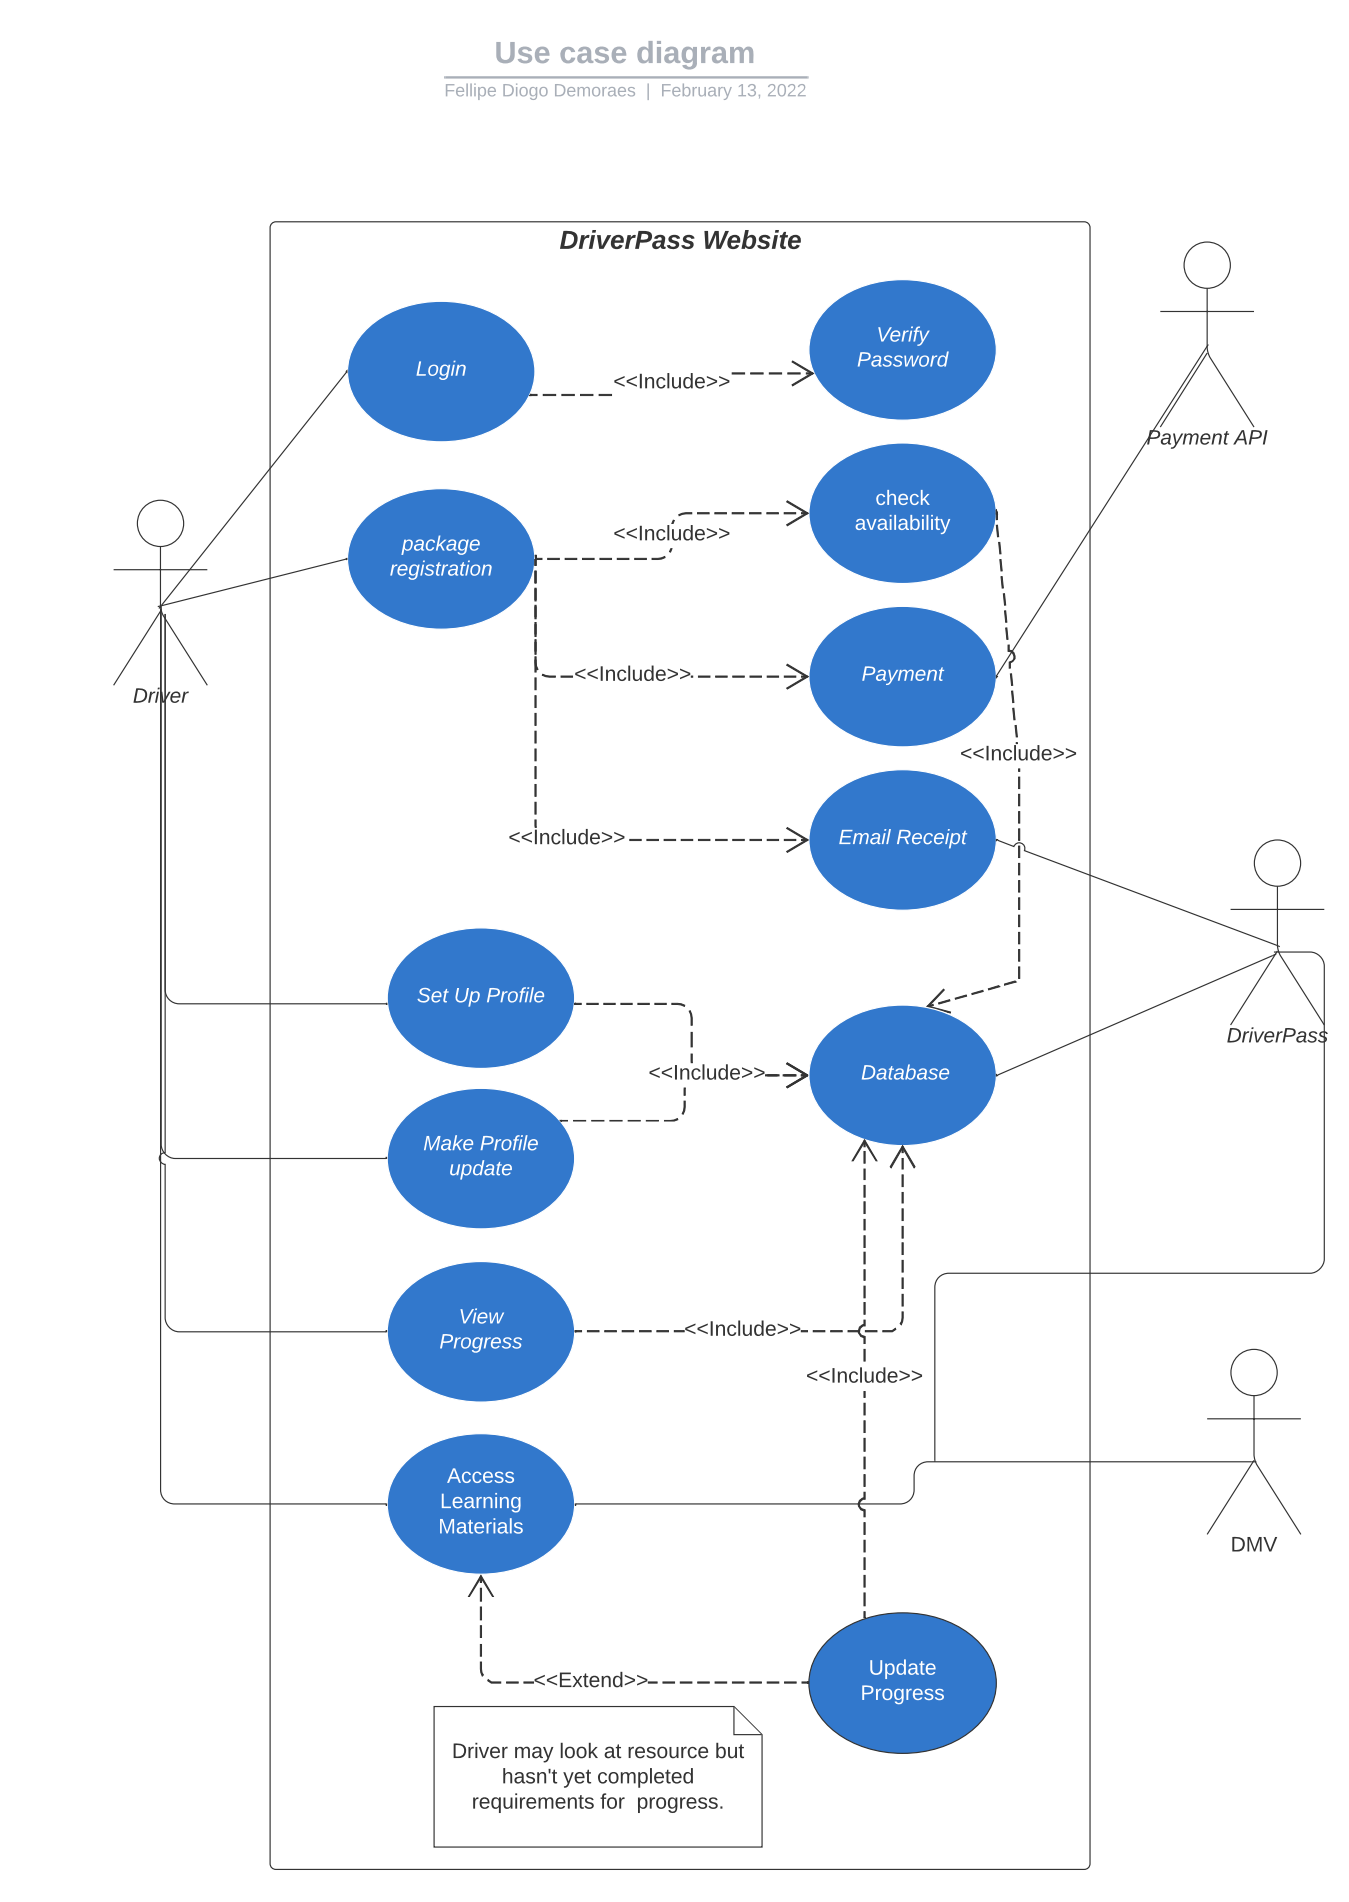 Use case diagram
Fellipe Diogo Demoraes | February 13, 2022
DriverPass Website
Login
<<Include>>
Verify
Password
Payment API
package
registration
<<Include>>
check
availability
Driver
<<Include>>
Payment
<<Include>>
<<Include>>
Email Receipt
Set Up Profile
DriverPass
<<Include>>
Database
Make Profile
update
View
Progress
<<Include>>
<<Include>>
Access
Learning
Materials
DMV
<<Extend>>
Update
Progress
Driver may look at resource but
hasn't yet completed
requirements for  progress.